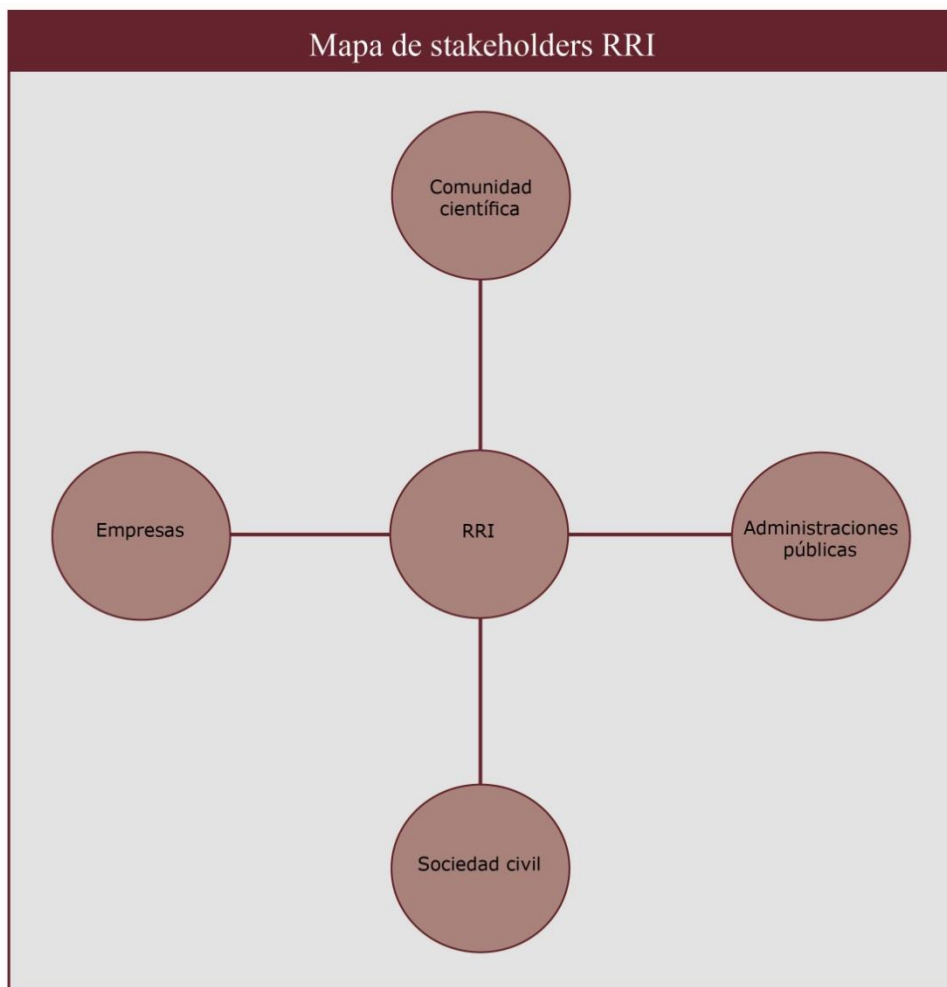 Mapa de stakeholders RRI
Comunidad
científica
Empresas
RRI
Administraciones
públicas
Sociedad civil